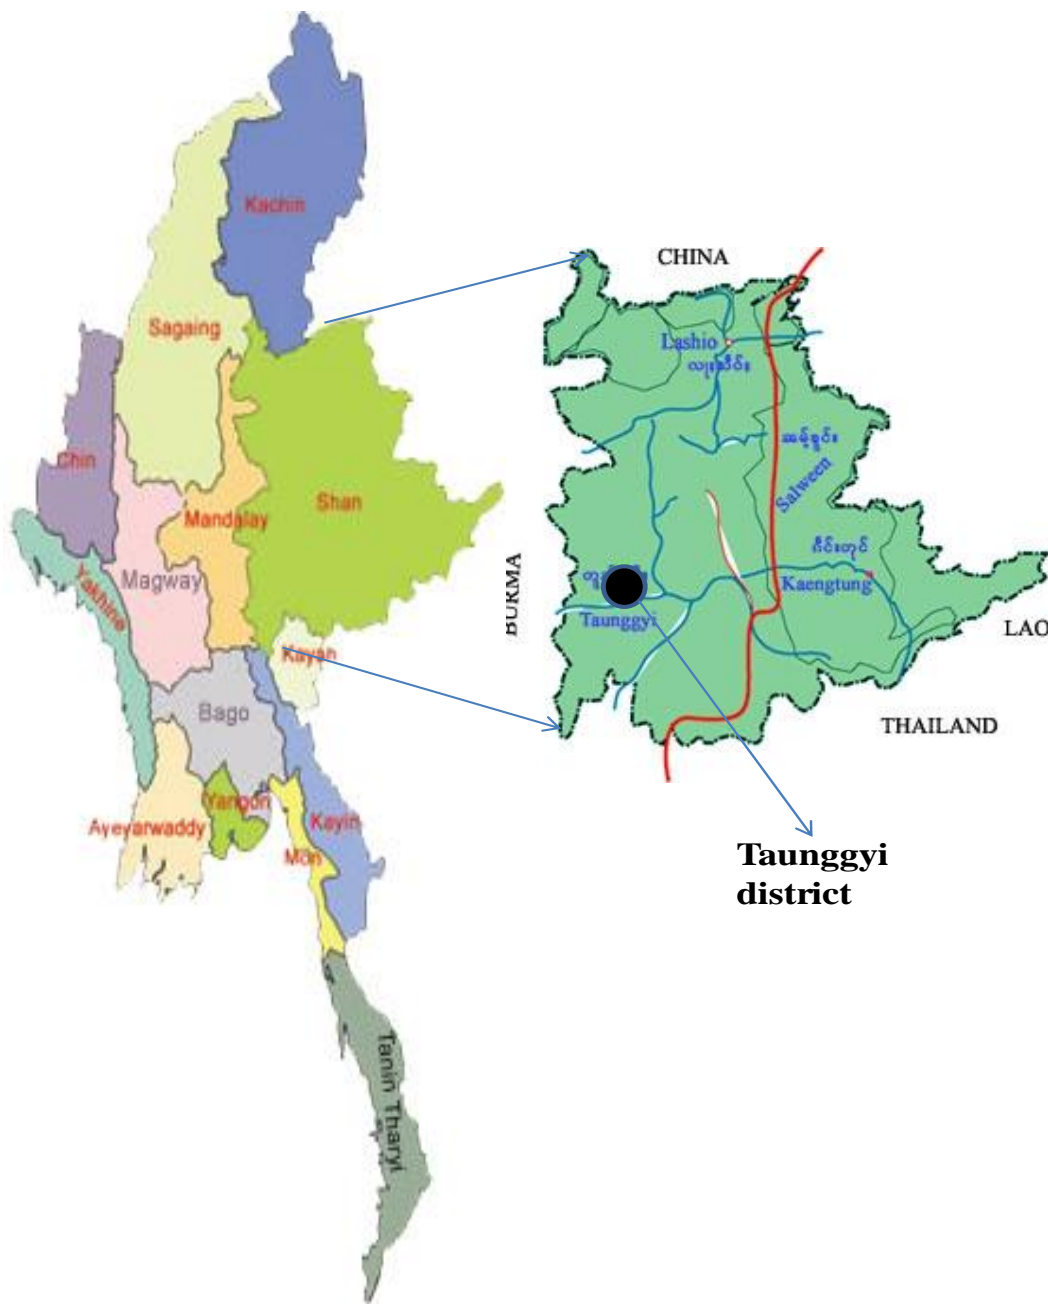 Kachin
Sagaing
Chin
Shan
Mandalay
Magway
Yakhine
Kayan
Bago
Yangon
Ayeyarwaddy
Kayin
Mon
Tanin Tharyi
CHINA
Lashio
Salween
Kaengtung
BURMA
Taunggyi
LAO
THAILAND
Taunggyi
district